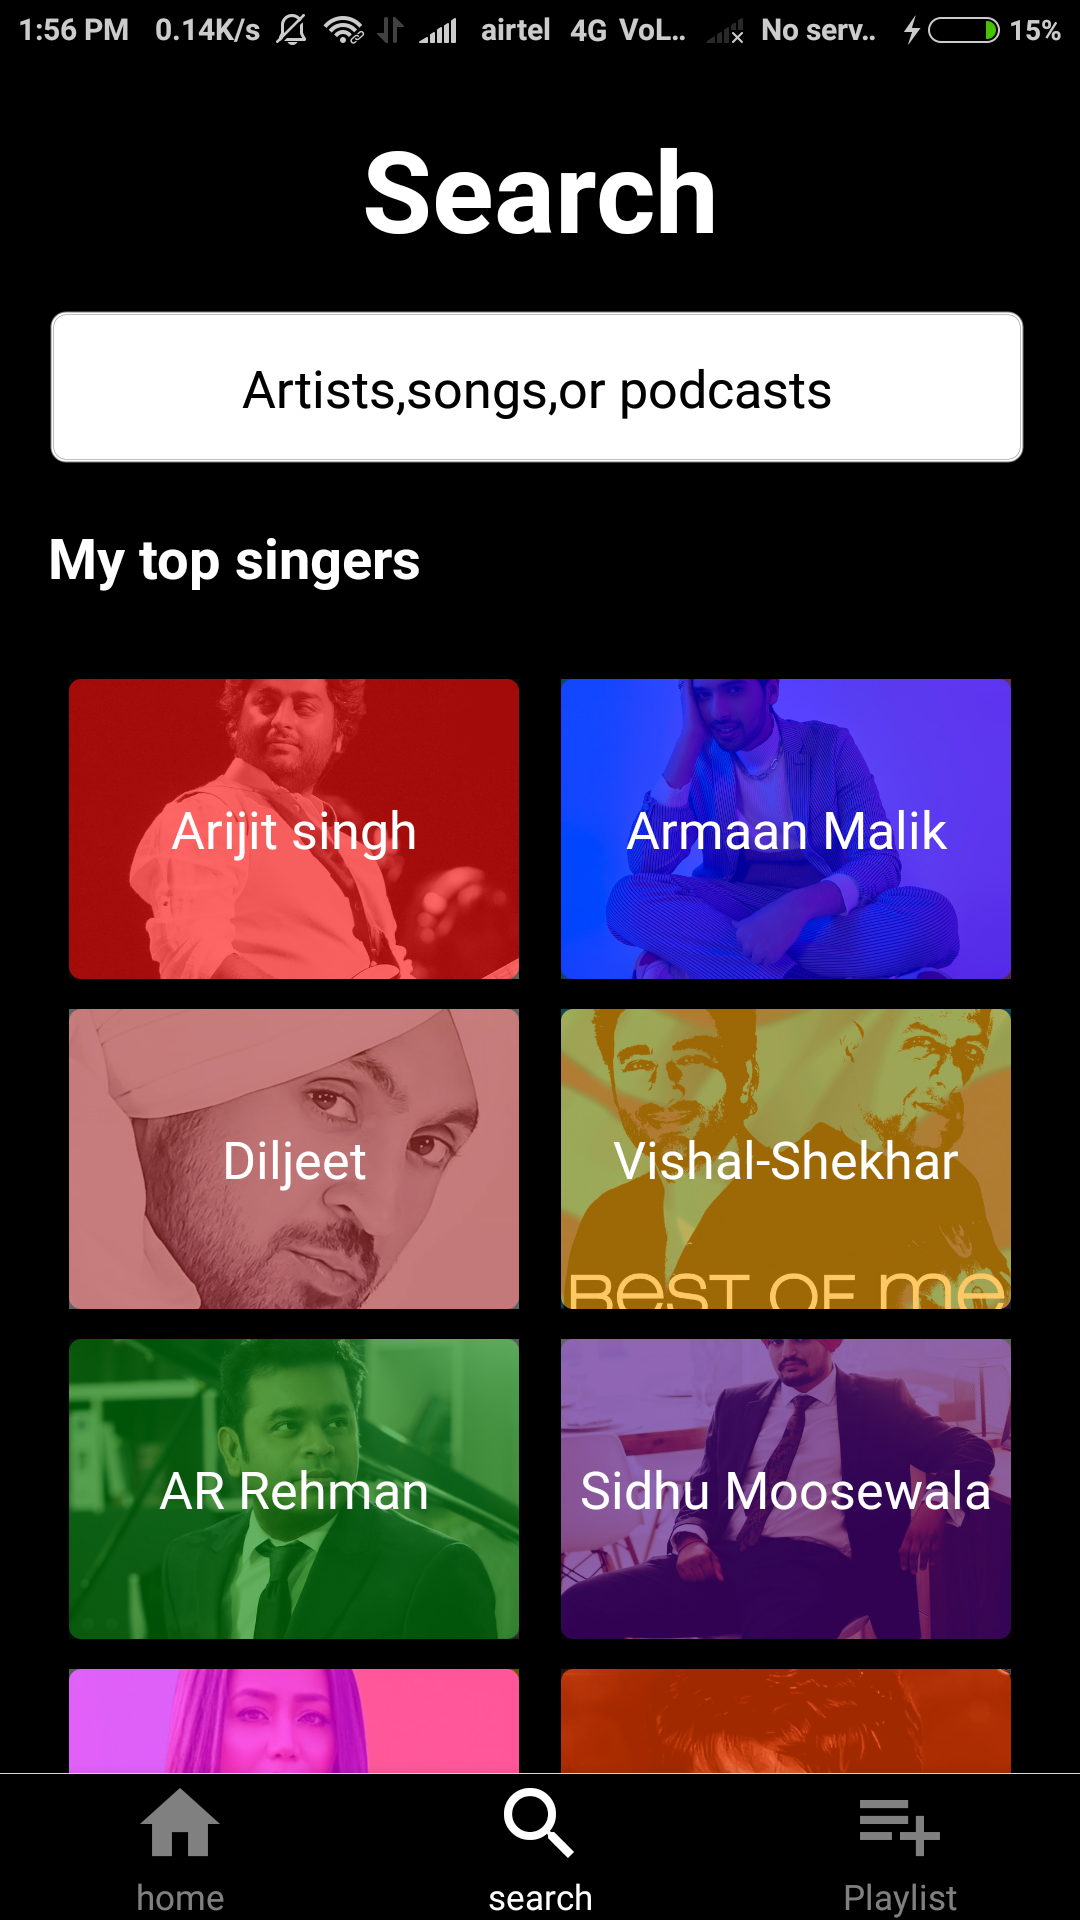 1:56 PM 0.14K/s airtel 4G VoL.. No serv.. 15%
Search
Artists,songs,or podcasts
My top singers
Arijit singh
Armaan Malik
Diljeet
Vishal-Shekhar
BEST OF me
AR Rehman
Sidhu Moosewala
home
search
Playlist